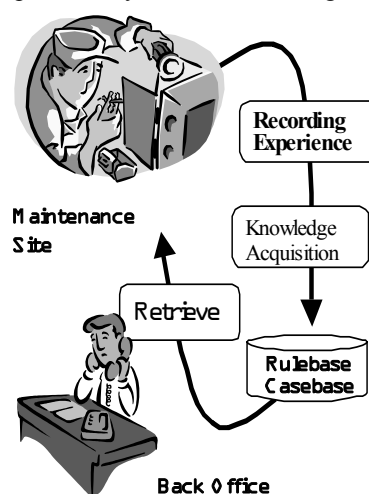 Recording
Experience
Maintenance
Site
Knowledge
Acquisition
Retrieve
Rulebase
Casebase
Back Office